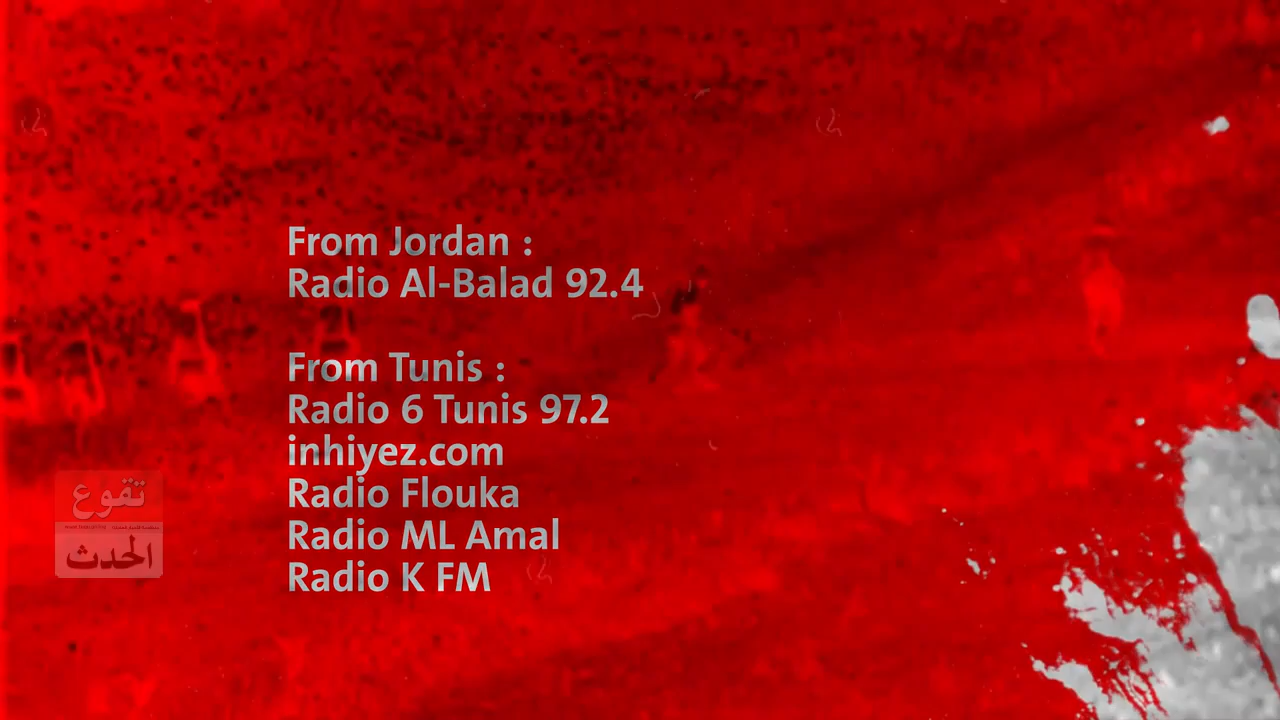 From Jordan :
Radio Al-Balad 92.4
From Tunis :
Radio 6 Tunis 97.2
inhiyez.com
Radio Flouka
Radio ML Amal
Radio K FM
تقوع
الحدث